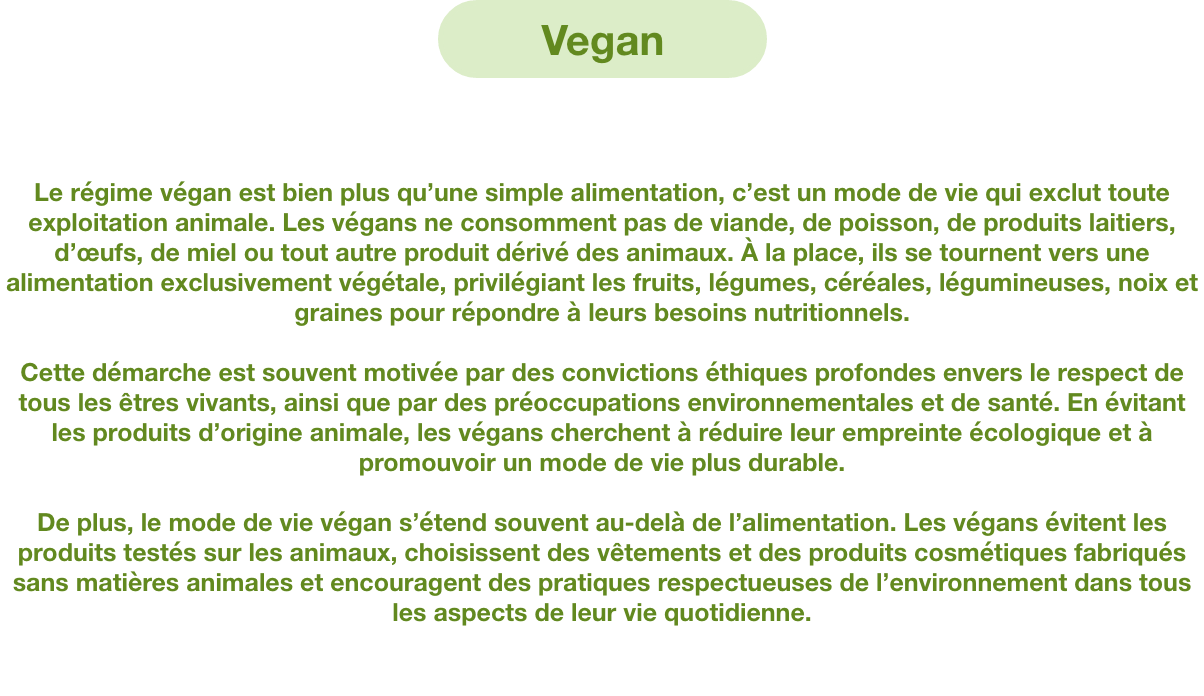 Vegan
Le régime végan est bien plus qu’une simple alimentation, c’est un mode de vie qui exclut toute
exploitation animale. Les végans ne consomment pas de viande, de poisson, de produits laitiers,
d’œufs, de miel ou tout autre produit dérivé des animaux. À la place, ils se tournent vers une
alimentation exclusivement végétale, privilégiant les fruits, légumes, céréales, légumineuses, noix et
graines pour répondre à leurs besoins nutritionnels.
Cette démarche est souvent motivée par des convictions éthiques profondes envers le respect de
tous les êtres vivants, ainsi que par des préoccupations environnementales et de santé. En évitant
les produits d’origine animale, les végans cherchent à réduire leur empreinte écologique et à
promouvoir un mode de vie plus durable.
De plus, le mode de vie végan s’étend souvent au-delà de l’alimentation. Les végans évitent les
produits testés sur les animaux, choisissent des vêtements et des produits cosmétiques fabriqués
sans matières animales et encouragent des pratiques respectueuses de l’environnement dans tous
les aspects de leur vie quotidienne.